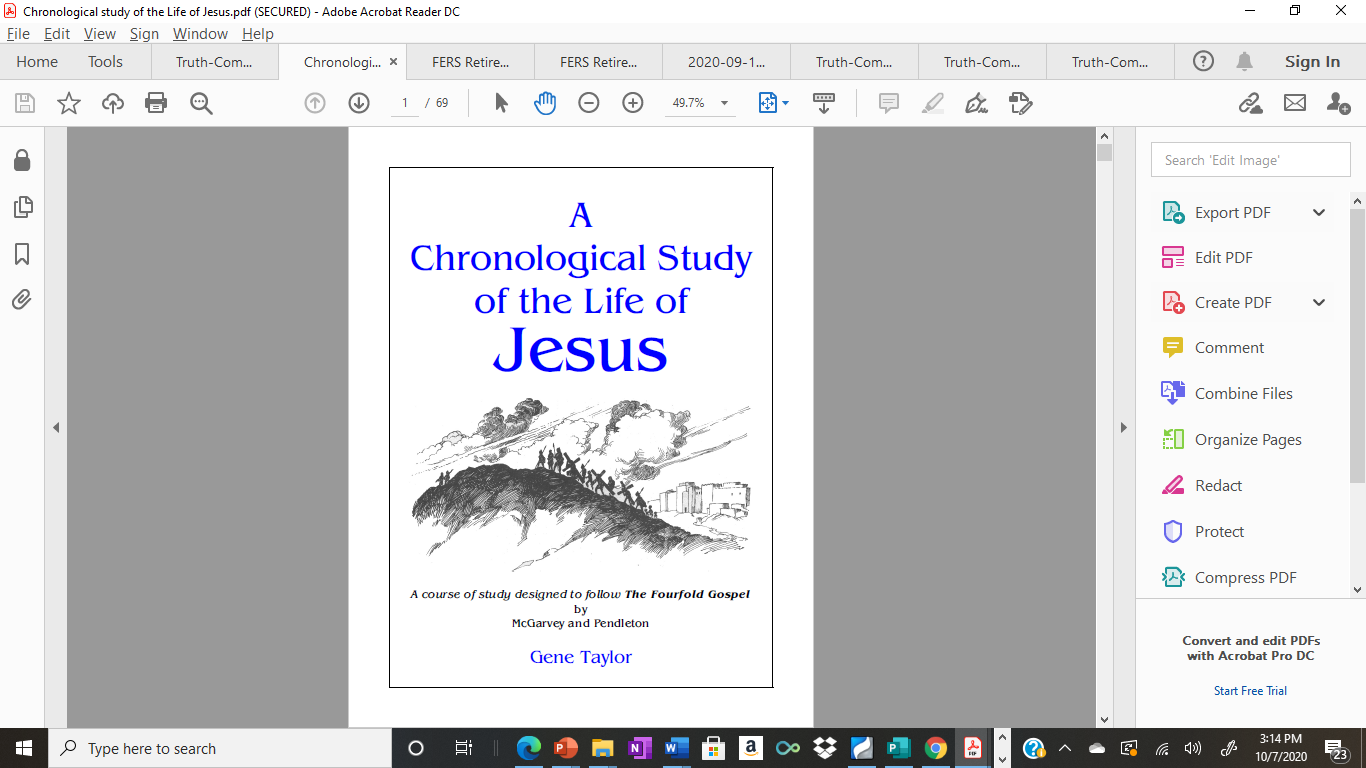 Chronological study of the Life of Jesus.pdf (SECURED) - Adobe Acrobat Reader DC
File Edit View Sign Window Help
Home Tools Truth-Com... Chronologi... × FERS Retire... FERS Retire... 2020-09-1... Truth-Com... Truth-Com... Truth-Com... Sign In
1 / 69 49.7%
Search 'Edit Image'
Export PDF
Edit PDF
Create PDF
Comment
Combine Files
Organize Pages
Redact
Protect
Compress PDF
Convert and edit PDFs
with Acrobat Pro DC
Start Free Trial
A
Chronological Study
of the Life of
Jesus
A course of study designed to follow The Fourfold Gospel
by
McGarvey and Pendleton
Gene Taylor
Type here to search
3:14 PM
10/7/2020
23